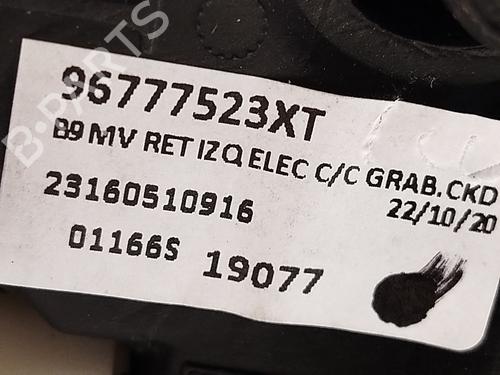 96777523XT
B9 MV RET IZQ ELEC C/C GRAB. CKD
22/10/20
23160510916
01166S 19077
B-PARTS